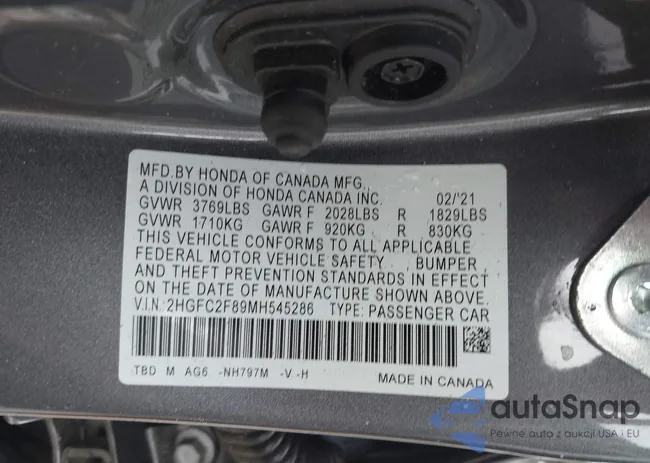 MFD.BY HONDA OF CANADA MFG.,
A DIVISION OF HONDA CANADA INC. 02/'21
GVWR 3769LBS GAWR F 2028LBS R 1829LBS
GVWR 1710KG GAWR F 920KG R 830KG
THIS VEHICLE CONFORMS TO ALL APPLICABLE
FEDERAL MOTOR VEHICLE SAFETY , BUMPER ,
AND THEFT PREVENTION STANDARDS IN EFFECT
ON THE DATE OF MANUFACTURE SHOWN ABOVE.
V.I.N.:2HGFC2F89MH545286 TYPE: PASSENGER CAR
TBD M AG6 -NH797M -V -H MADE IN CANADA
autaSnap
Pewne auto z aukcji USA i EU